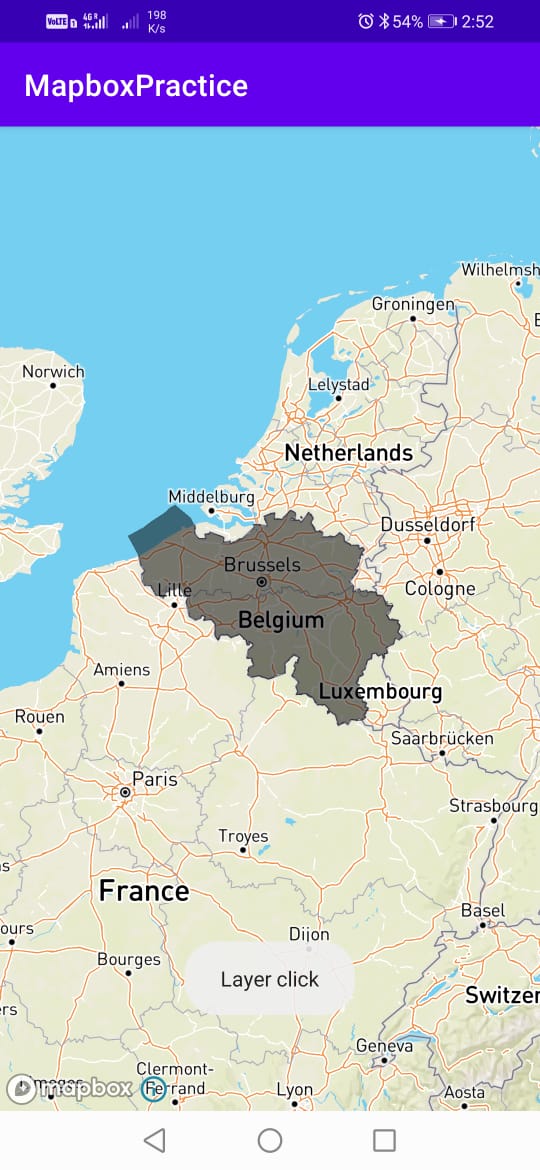 VoLTE 4G R 198 K/s 54% 2:52
MapboxPractice
Wilhelmsh
Groningen
E
Norwich
Lelystad
Netherlands
Middelburg
Dusseldorf
Brussels
Lille
Cologne
Belgium
Amiens
Luxembourg
Rouen
Saarbrücken
Paris
Strasbourg
Troyes
s
France
Basel
ours
Dijon
Bourges
Layer click
Switzer
rs
Geneva
Clermont-
Ferrand
Limoges
mapbox
Lyon
Aosta